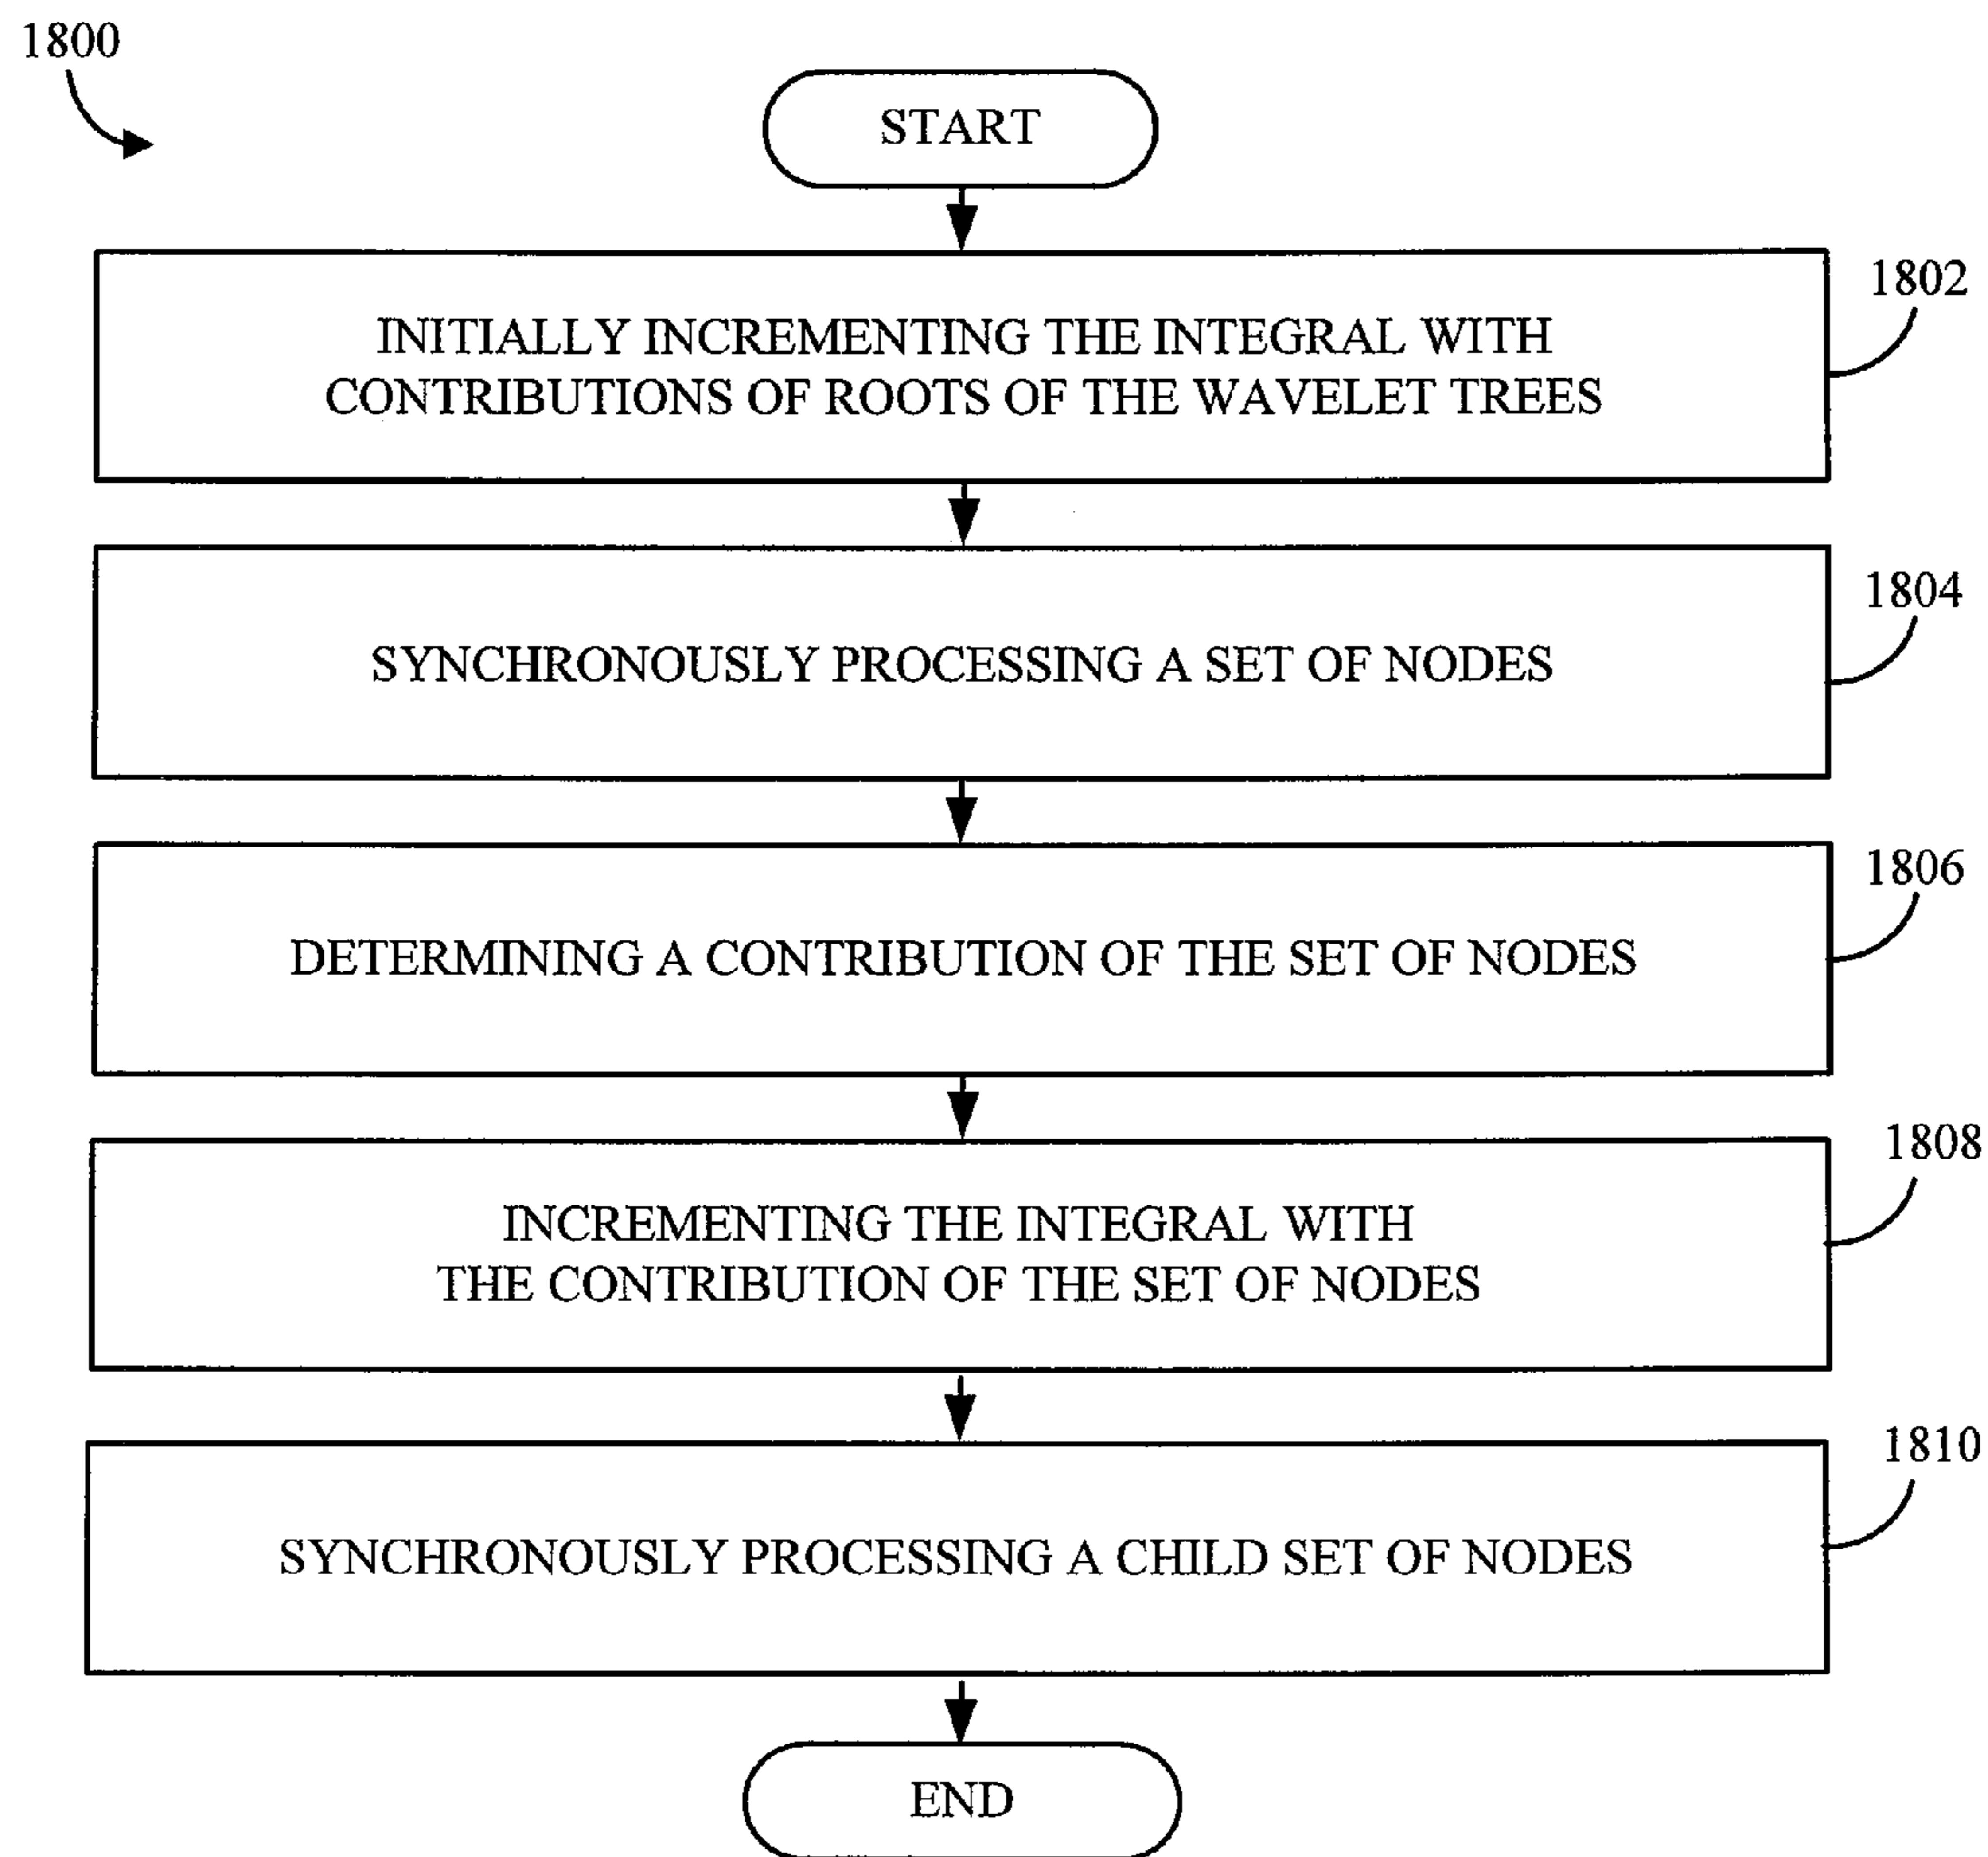 1800
START
INITIALLY INCREMENTING THE INTEGRAL WITH
CONTRIBUTIONS OF ROOTS OF THE WAVELET TREES
1802
SYNCHRONOUSLY PROCESSING A SET OF NODES
1804
DETERMINING A CONTRIBUTION OF THE SET OF NODES
1806
INCREMENTING THE INTEGRAL WITH
THE CONTRIBUTION OF THE SET OF NODES
1808
SYNCHRONOUSLY PROCESSING A CHILD SET OF NODES
1810
END